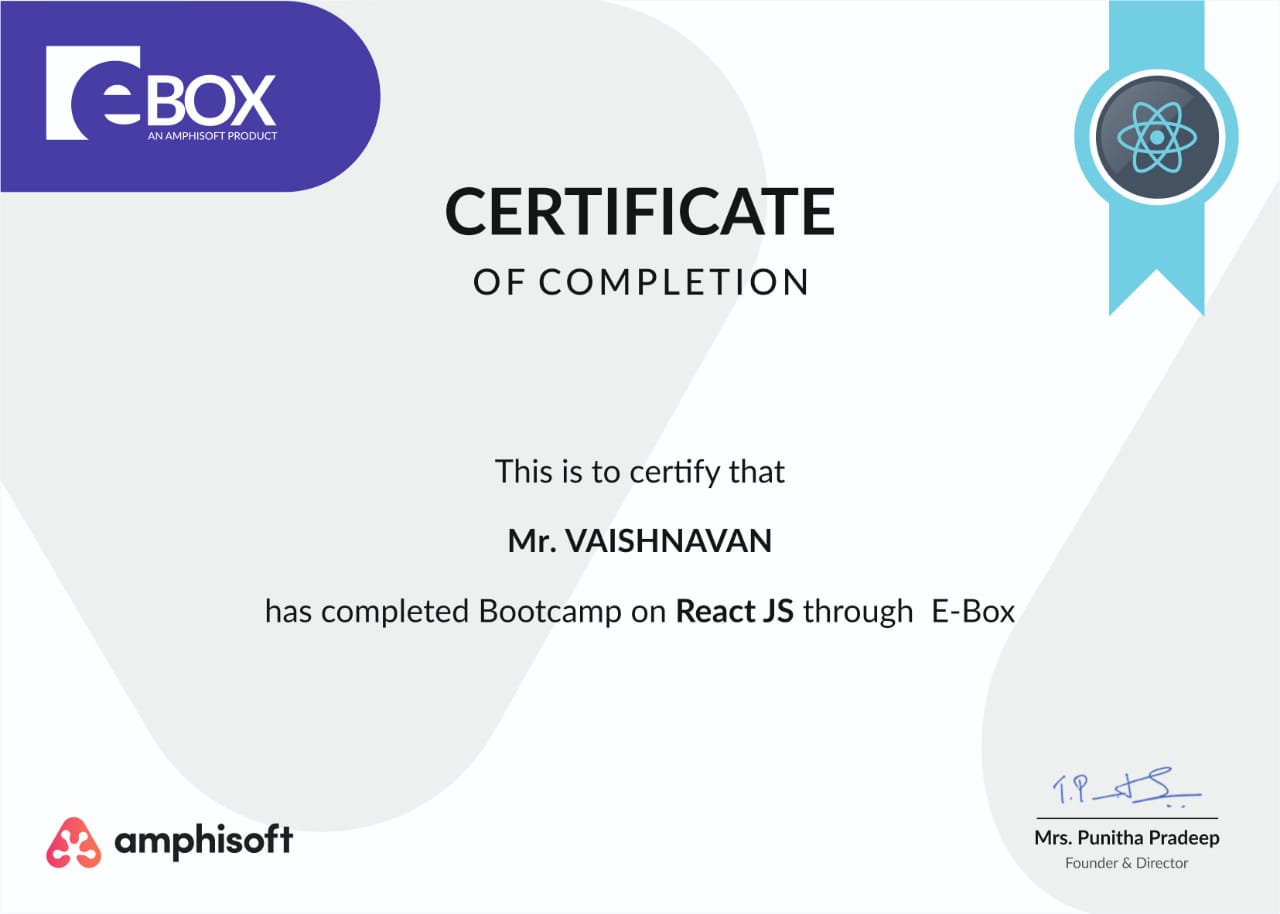 eBOX
AN AMPHISOFT PRODUCT
CERTIFICATE
OF COMPLETION
This is to certify that
Mr. VAISHNAVAN
has completed Bootcamp on React JS through E-Box
T.P
amphisoft
Mrs. Punitha Pradeep
Founder & Director